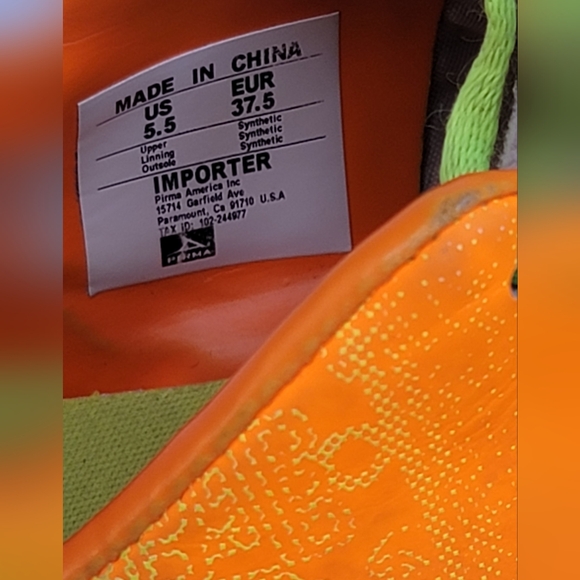 MADE IN CHINA
US EUR
5.5 37.5
Upper Synthetic
Linning Synthetic
Outsole Synthetic
IMPORTER
Pirma America Inc
15714 Garfield Ave
Paramount, Ca 91710 U.S.A
TAX ID: 102-244977
PIRMA